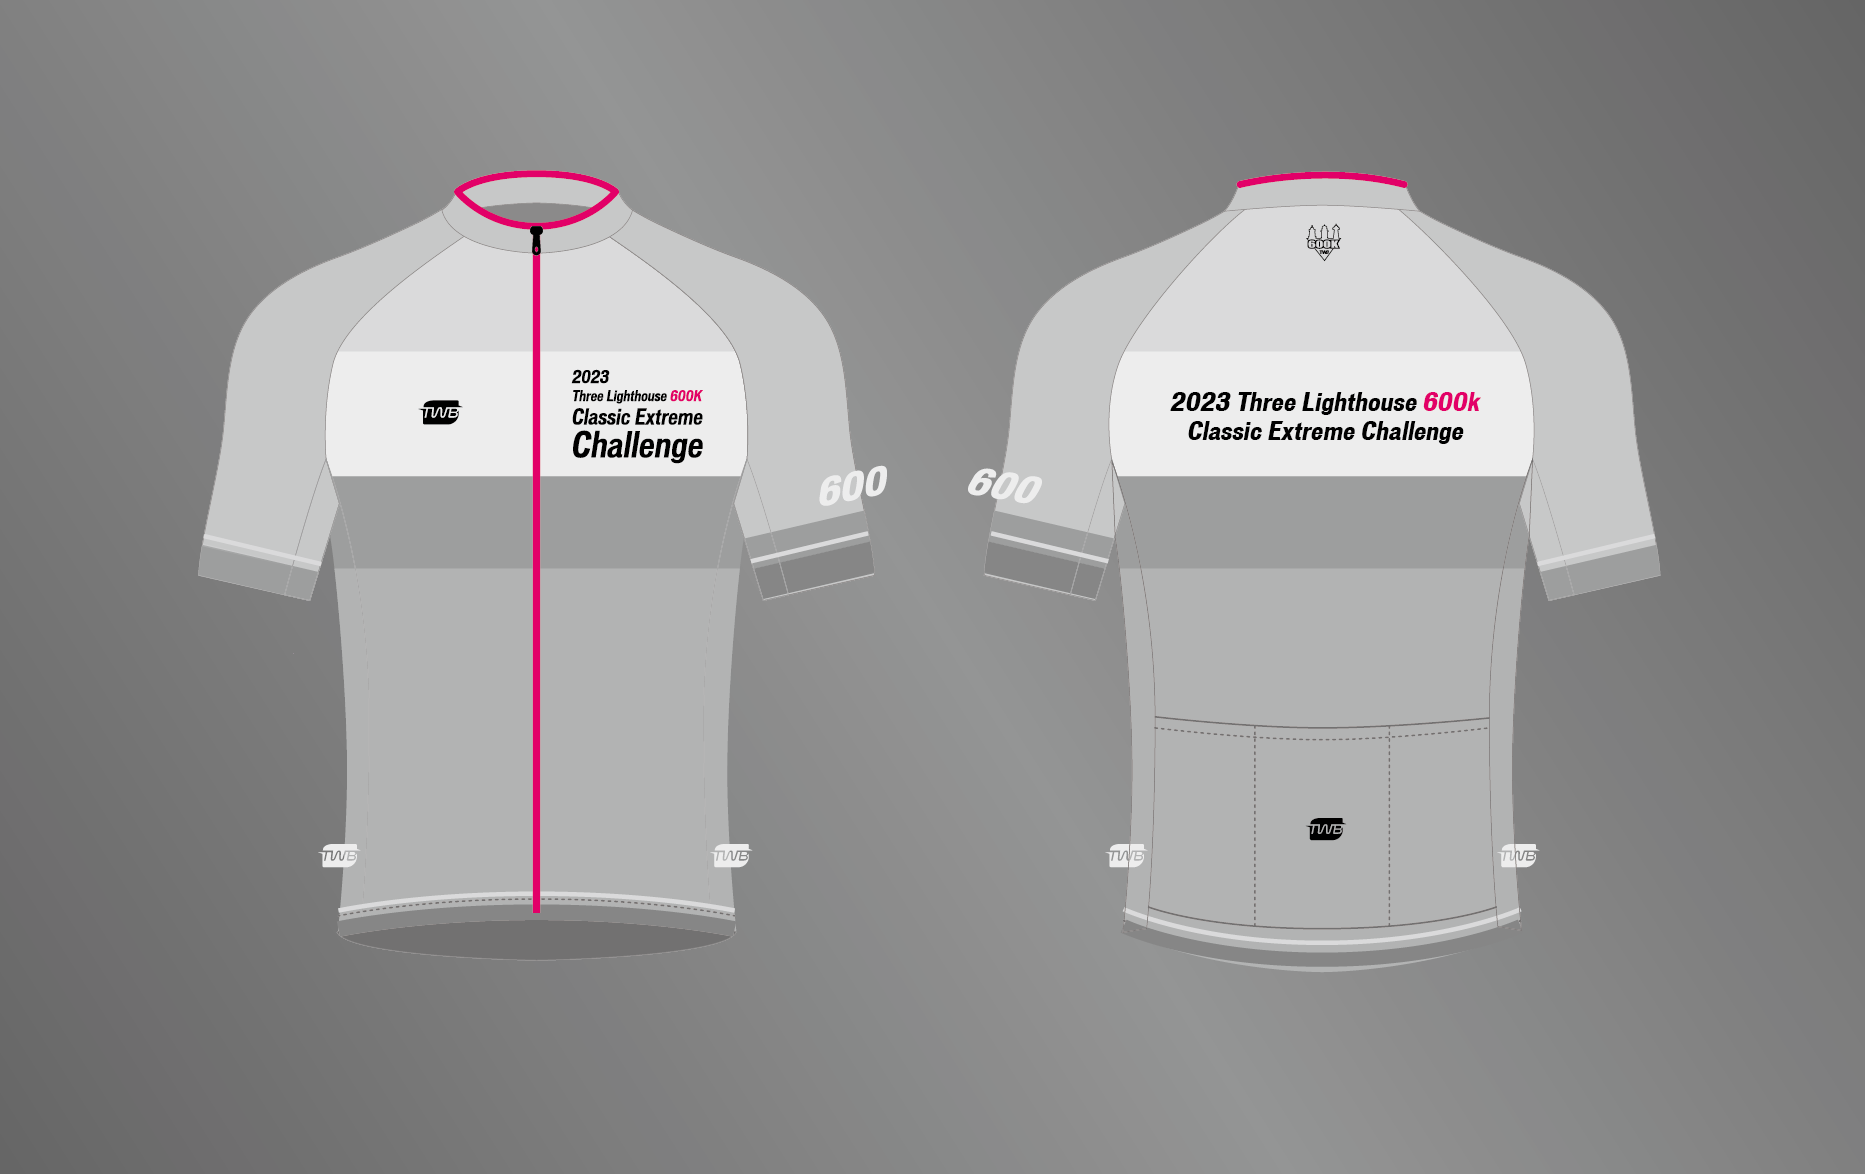 TWB
2023
Three Lighthouse 600K
Classic Extreme
Challenge
600
TWB
TWB
600K
TWB
2023 Three Lighthouse 600k
Classic Extreme Challenge
600
TWB
TWB
TWB